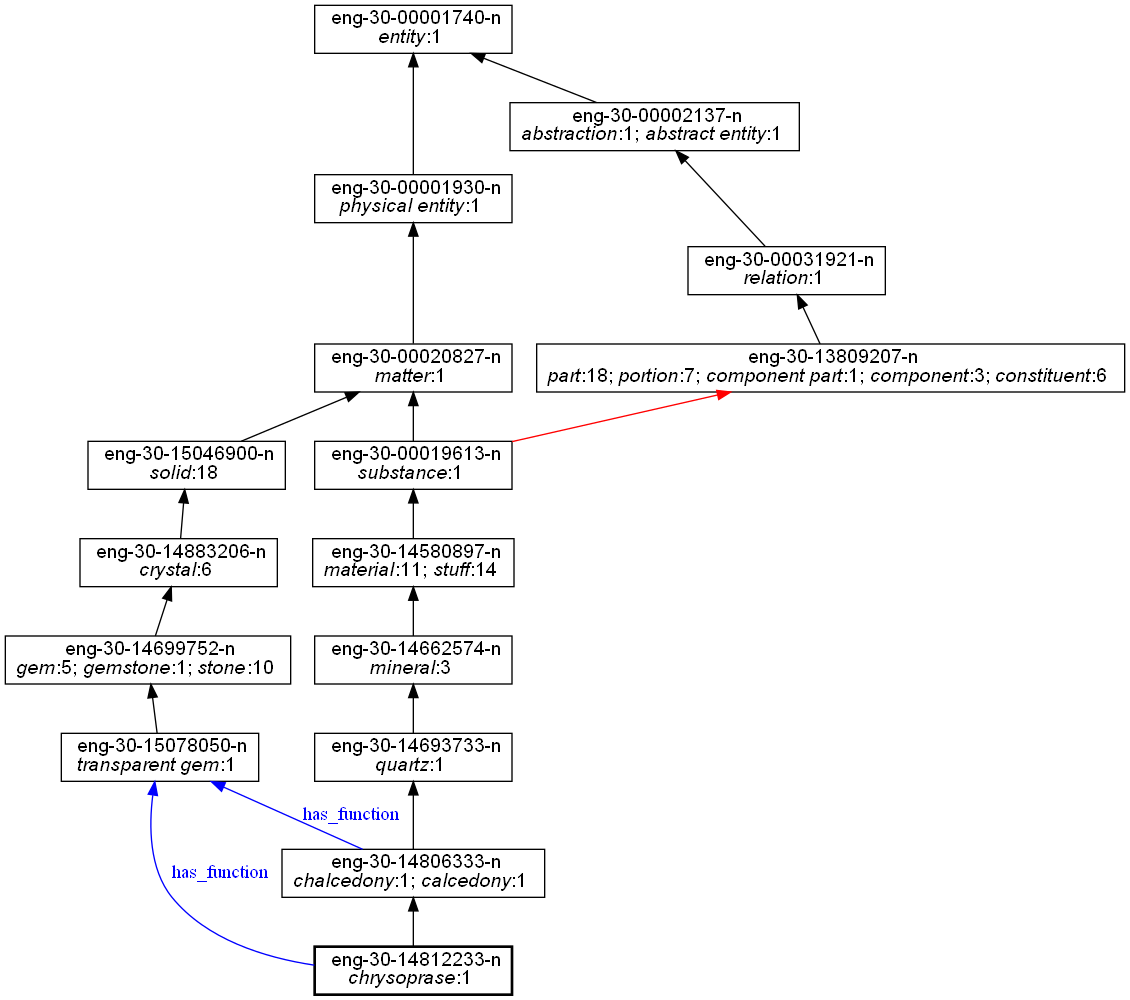 eng-30-00001740-n
entity:1
eng-30-00002137-n
abstraction:1; abstract entity:1
eng-30-00001930-n
physical entity:1
eng-30-00031921-n
relation:1
eng-30-00020827-n
matter:1
eng-30-13809207-n
part:18; portion:7; component part:1; component:3; constituent:6
eng-30-15046900-n
solid:18
eng-30-00019613-n
substance:1
eng-30-14883206-n
crystal:6
eng-30-14580897-n
material:11; stuff:14
eng-30-14699752-n
gem:5; gemstone:1; stone:10
eng-30-14662574-n
mineral:3
eng-30-15078050-n
transparent gem:1
eng-30-14693733-n
quartz:1
has_function
eng-30-14806333-n
chalcedony:1; calcedony:1
has_function
eng-30-14812233-n
chrysoprase:1